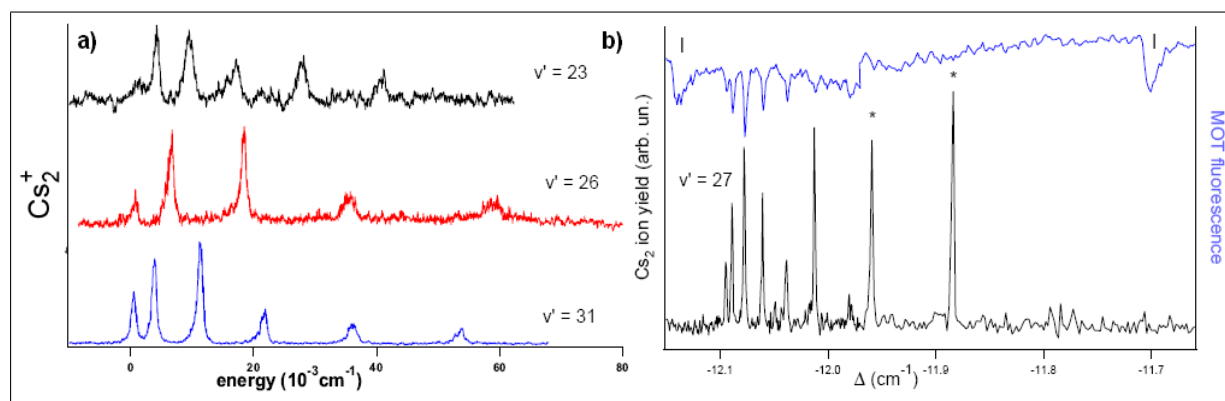 a)
v' = 23
v' = 26
v' = 31
Cs2+
0
20
40
60
80
energy (10-3cm-1)
b)
*
*
v' = 27
Cs2 ion yield (arb. un.)
MOT fluorescence
-12.1
-12.0
-11.9
-11.8
-11.7
Δ (cm-1)